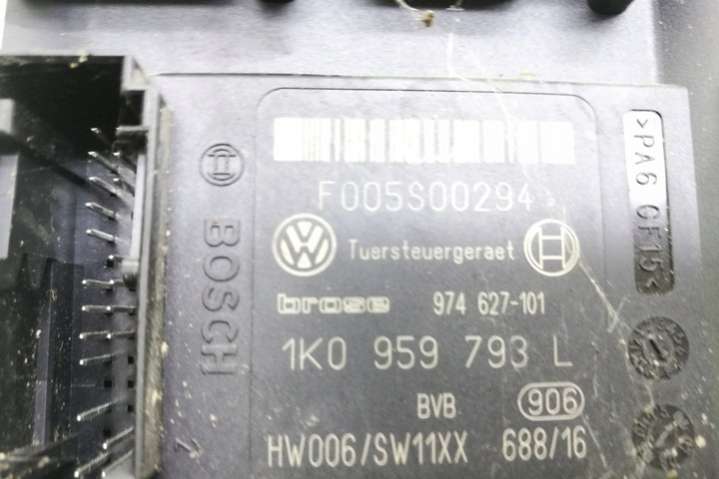 F005S00294
Tuersteuergeraet
brose 974 627-101
1K0 959 793 L
BVB 906
HW006/SW11XX 688/16
BOSCH
>PA6 GF15<